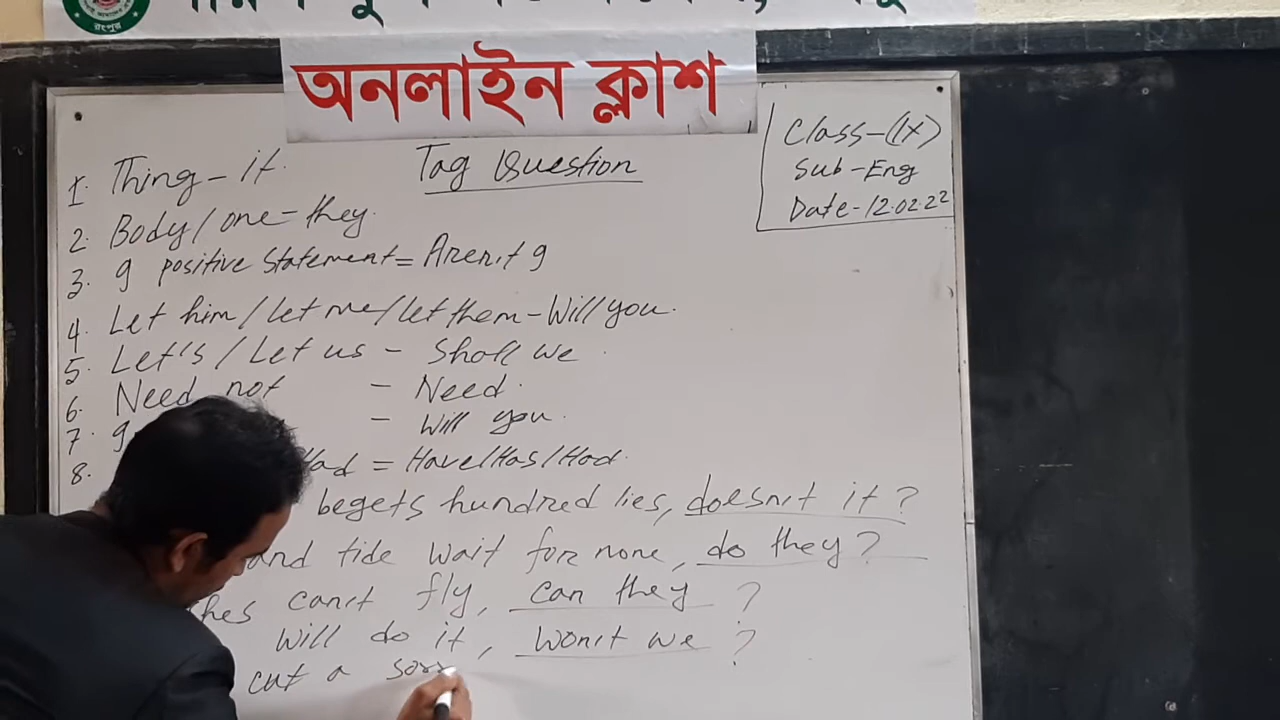 রংপুর
অনলাইন ক্লাশ
Class-(IX)
Sub-Eng
Date-12.02.22
Tag Question
1. Thing - it.
2. Body/one - they.
3. g positive statement = Aren't g
4. Let him/let me/let them - Will you.
5. Let's / Let us - Shall we.
6. Need not - Need.
7. - Will you.
8. Had = Have/Has/Had.
begets hundred lies, doesn't it?
and tide wait for none, do they?
can't fly, can they ?
will do it, won't we ?
cut a sorr